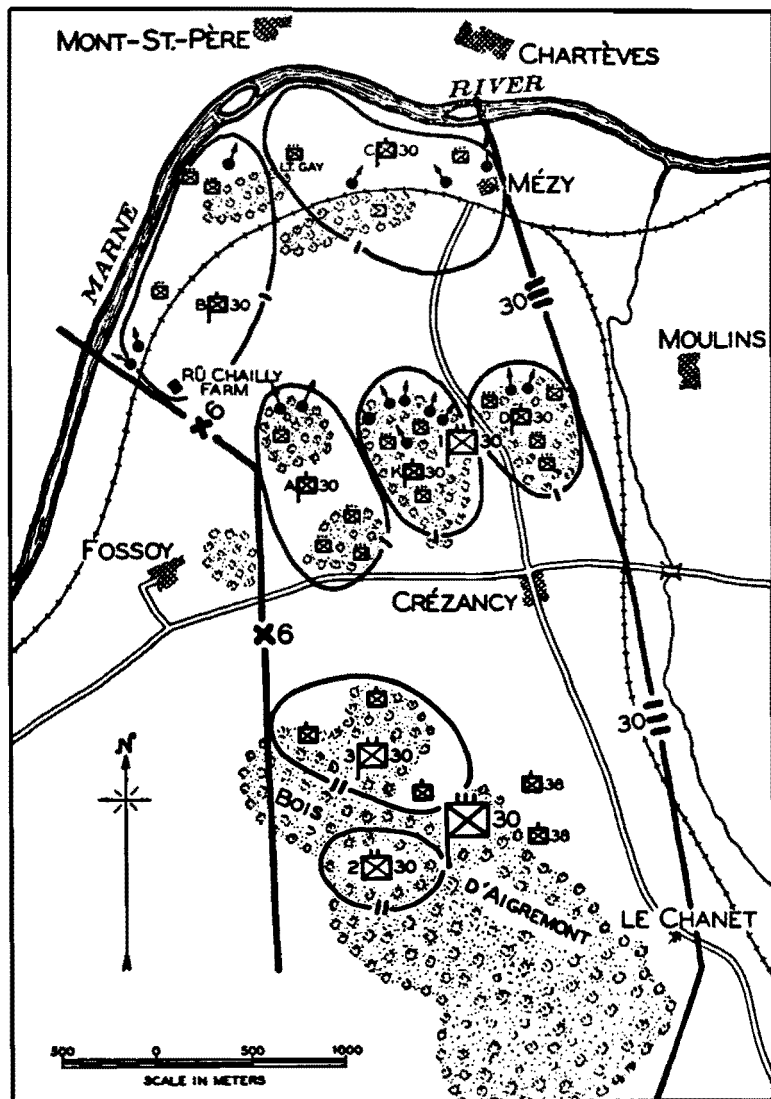 MONT-ST.-PÈRE
CHARTÈVES
RIVER
C 30
LT. GAY
MÉZY
MARNE
B 30
30
MOULINS
RÛ CHAILLY
FARM
6
D 30
1 30
K 30
A 30
FOSSOY
CRÉZANCY
6
30
3 30
N
38
30
BOIS
38
2 30
D'AIGREMONT
LE CHANET
500 0 500 1000
SCALE IN METERS